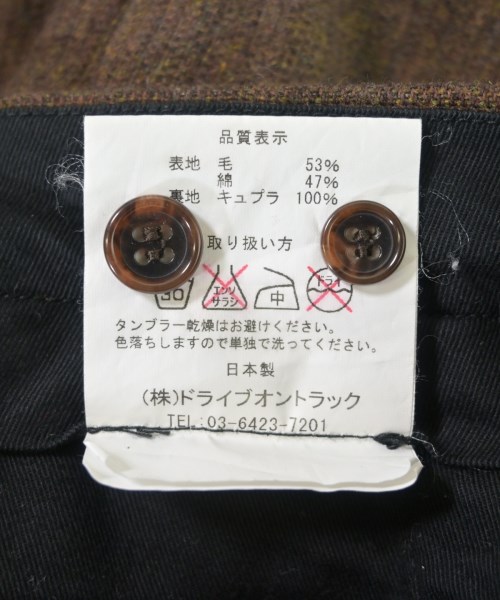 品質表示
表地 毛 53%
綿 47%
裏地 キュプラ 100%
取り扱い方
30 エンソサラシ 中 ドライ
タンブラー乾燥はお避けください。
色落ちしますので単独で洗ってください。
日本製
(株)ドライブオントラック
TEL:03-6423-7201